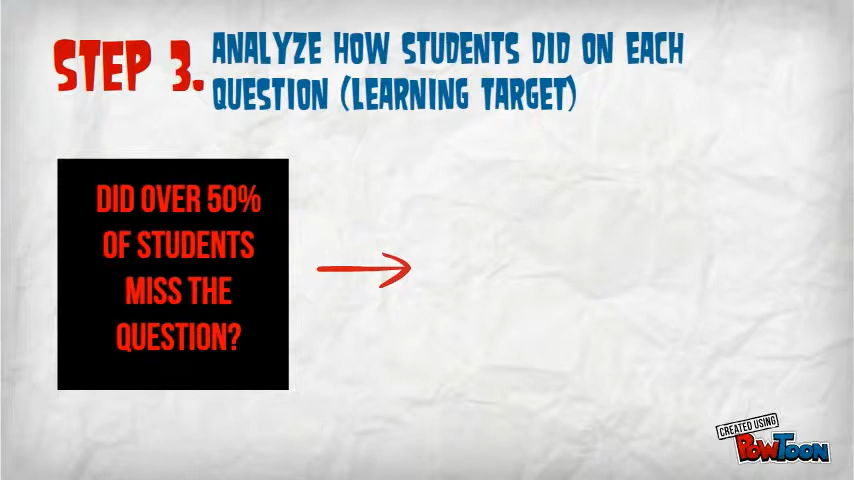 STEP 3.
ANALYZE HOW STUDENTS DID ON EACH
QUESTION (LEARNING TARGET)
DID OVER 50%
OF STUDENTS
MISS THE
QUESTION?
CREATED USING
POWTOON